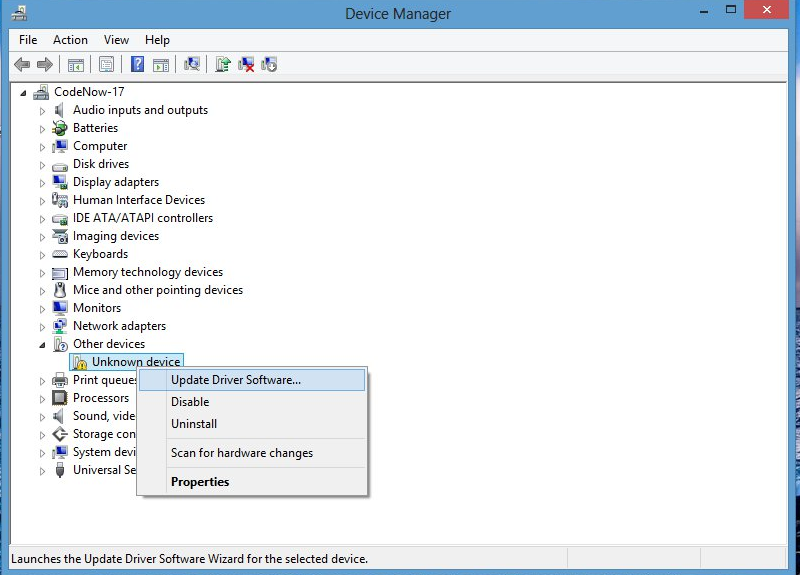 Device Manager
File Action View Help
CodeNow-17
Audio inputs and outputs
Batteries
Computer
Disk drives
Display adapters
Human Interface Devices
IDE ATA/ATAPI controllers
Imaging devices
Keyboards
Memory technology devices
Mice and other pointing devices
Monitors
Network adapters
Other devices
Unknown device
Print queues
Update Driver Software...
Processors
Disable
Sound, vide
Uninstall
Storage con
System devi
Scan for hardware changes
Universal Se
Properties
Launches the Update Driver Software Wizard for the selected device.